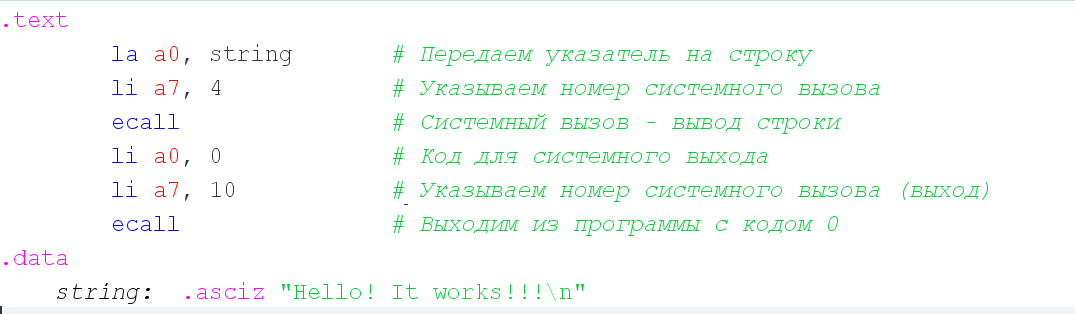 .text
la a0, string # Передаем указатель на строку
li a7, 4 # Указываем номер системного вызова
ecall # Системный вызов - вывод строки
li a0, 0 # Код для системного выхода
li a7, 10 # Указываем номер системного вызова (выход)
ecall # Выходим из программы с кодом 0
.data
string: .asciz "Hello! It works!!!\n"